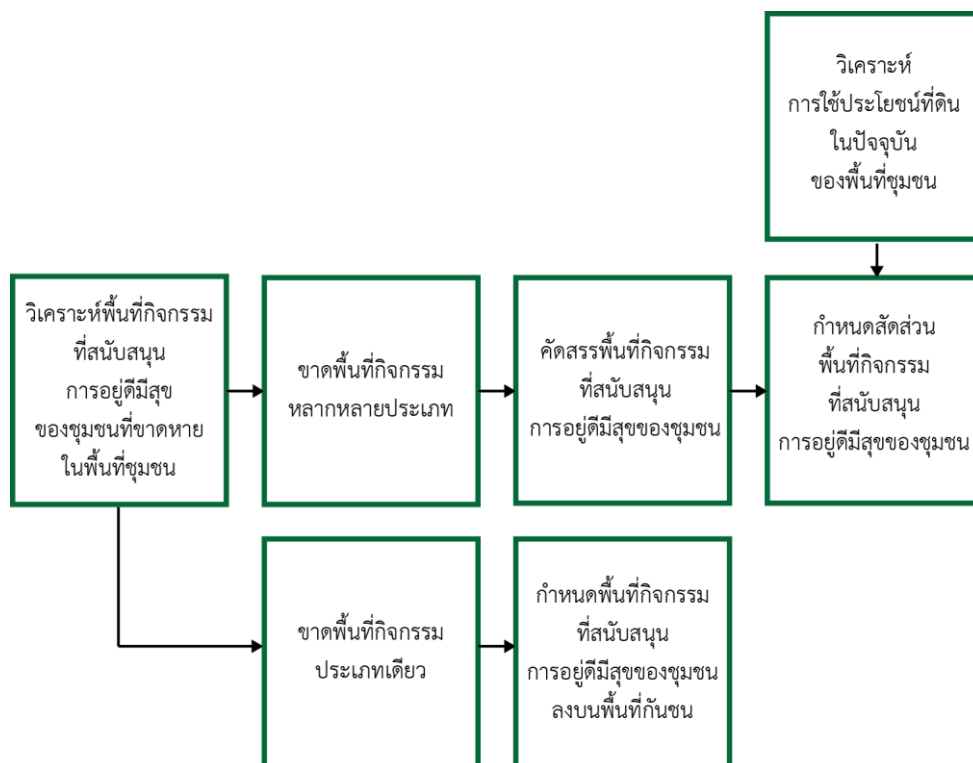 วิเคราะห์
การใช้ประโยชน์ที่ดิน
ในปัจจุบัน
ของพื้นที่ชุมชน
วิเคราะห์พื้นที่กิจกรรม
ที่สนับสนุน
การอยู่ดีมีสุข
ของชุมชนที่ขาดหาย
ในพื้นที่ชุมชน
ขาดพื้นที่กิจกรรม
หลากหลายประเภท
คัดสรรพื้นที่กิจกรรม
ที่สนับสนุน
การอยู่ดีมีสุขของชุมชน
กำหนดสัดส่วน
พื้นที่กิจกรรม
ที่สนับสนุน
การอยู่ดีมีสุขของชุมชน
ขาดพื้นที่กิจกรรม
ประเภทเดียว
กำหนดพื้นที่กิจกรรม
ที่สนับสนุน
การอยู่ดีมีสุขของชุมชน
ลงบนพื้นที่กันชน